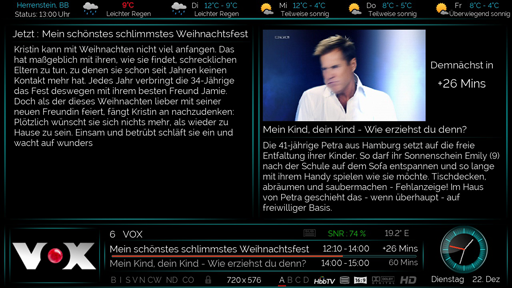 Herrenstein, BB
Status: 13:00 Uhr
9°C
Leichter Regen
Di 12°C - 9°C
Leichter Regen
Mi 12°C - 4°C
Teilweise sonnig
Do 8°C - 5°C
Teilweise sonnig
Fr 8°C - 4°C
Überwiegend sonnig
Jetzt : Mein schönstes schlimmstes Weihnachtsfest
Kristin kann mit Weihnachten nicht viel anfangen. Das
hat maßgeblich mit ihren, wie sie findet, schrecklichen
Eltern zu tun, zu denen sie schon seit Jahren keinen
Kontakt mehr hat. Jedes Jahr verbringt die 34-Jährige
das Fest deswegen mit ihrem besten Freund Jamie.
Doch als der dieses Weihnachten lieber mit seiner
neuen Freundin feiert, fängt Kristin an nachzudenken:
Plötzlich wünscht sie sich nichts mehr, als wieder zu
Hause zu sein. Einsam und betrübt schläft sie ein und
wacht auf wunders
Demnächst in
+26 Mins
Mein Kind, dein Kind - Wie erziehst du denn?
Die 41-jährige Petra aus Hamburg setzt auf die freie
Entfaltung ihrer Kinder. So darf ihr Sonnenschein Emily (9)
nach der Schule auf dem Sofa entspannen und so lange
mit ihrem Handy spielen wie sie möchte. Tischdecken,
abräumen und saubermachen - Fehlanzeige! Im Haus
von Petra geschieht das - wenn überhaupt - auf
freiwilliger Basis.
VOX
6 VOX
SNR : 74 %
19.2° E
Mein schönstes schlimmstes Weihnachtsfest 12:10 - 14:00 +26 Mins
Mein Kind, dein Kind - Wie erziehst du denn? 14:00 - 15:00 60 Mins
B I S V N CW ND CO
720 x 576
A B C D
HbbTV
16:9
HD
Dienstag 22. Dez